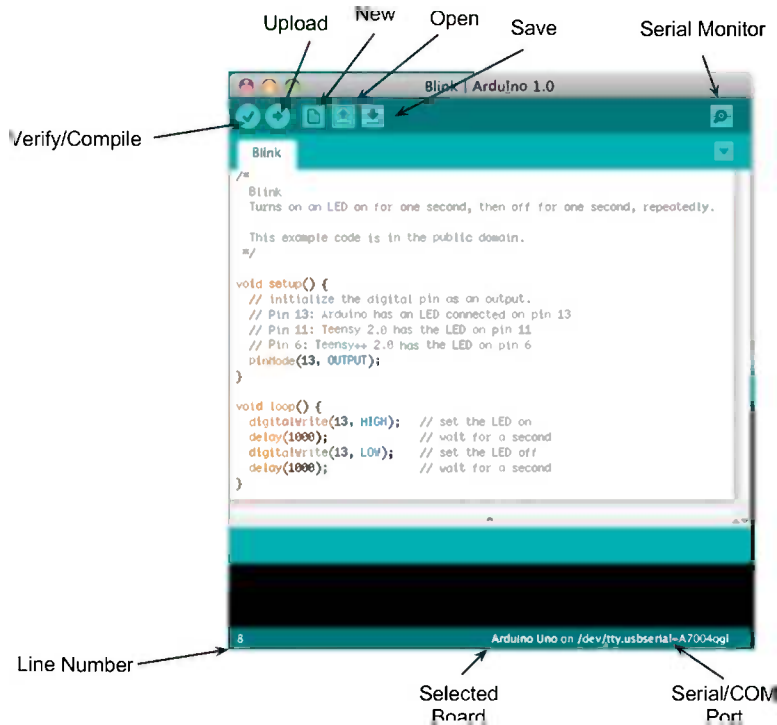 Upload
New
Open
Save
Serial Monitor
Verify/Compile
Blink | Arduino 1.0
Blink
/*
Blink
Turns on an LED on for one second, then off for one second, repeatedly.
This example code is in the public domain.
*/
void setup() {
// initialize the digital pin as an output.
// Pin 13: Arduino has an LED connected on pin 13
// Pin 11: Teensy 2.0 has the LED on pin 11
// Pin 6: Teensy++ 2.0 has the LED on pin 6
pinMode(13, OUTPUT);
}
void loop() {
digitalWrite(13, HIGH); // set the LED on
delay(1000); // wait for a second
digitalWrite(13, LOW); // set the LED off
delay(1000); // wait for a second
}
8
Arduino Uno on /dev/tty.usbserial-A7004ogl
Line Number
Selected
Board
Serial/COM
Port